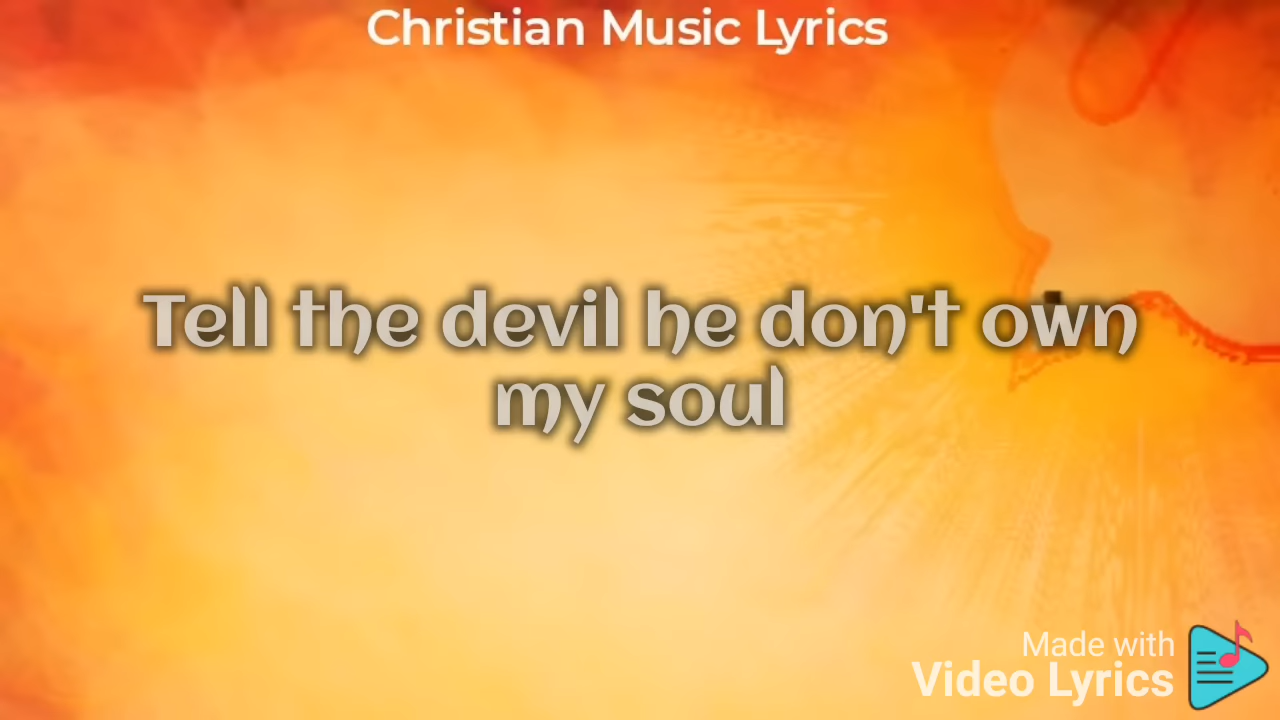 Christian Music Lyrics
Tell the devil he don't own
my soul
Made with
Video Lyrics